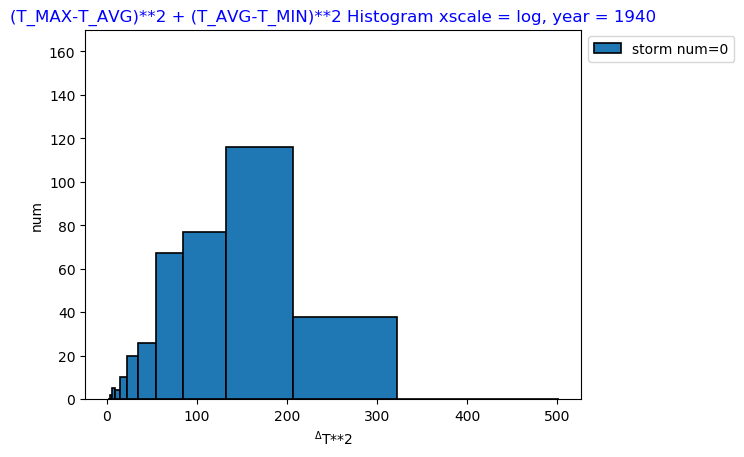 (T_MAX-T_AVG)**2 + (T_AVG-T_MIN)**2 Histogram xscale = log, year = 1940
storm num=0
160
140
120
100
80
60
40
20
0
num
0 100 200 300 400 500
ΔT**2